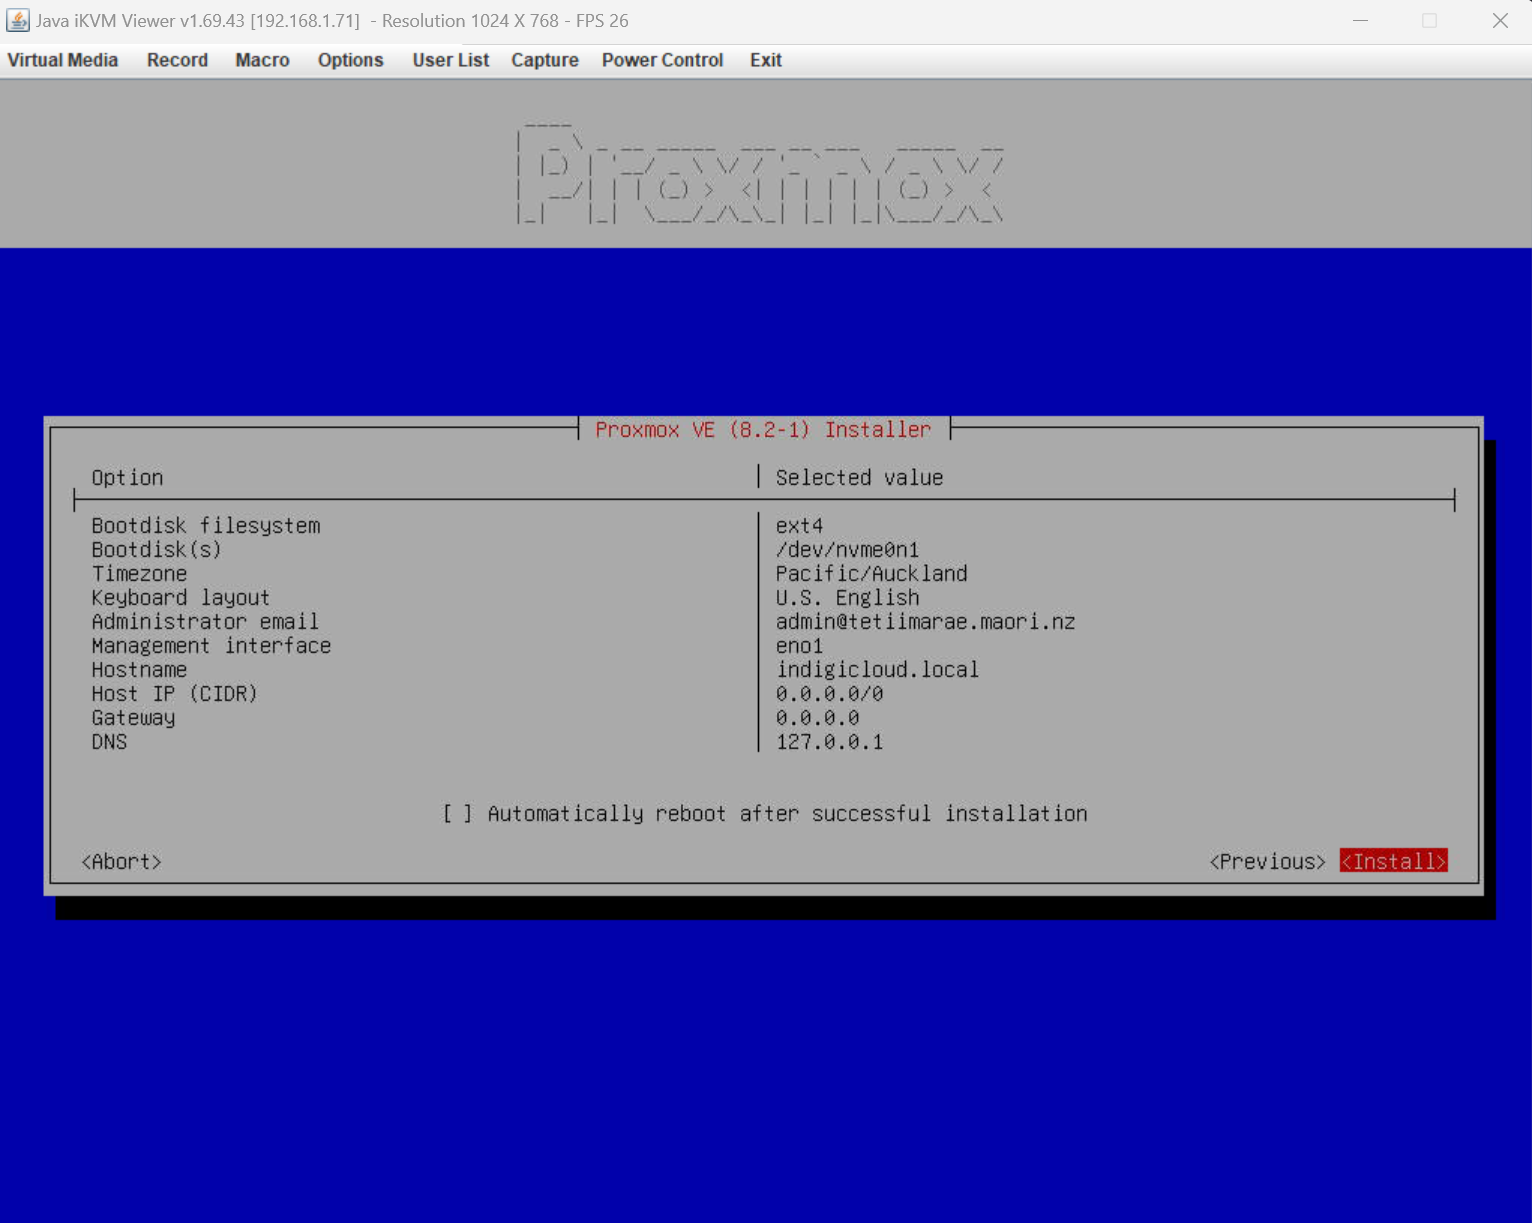 Java iKVM Viewer v1.69.43 [192.168.1.71] - Resolution 1024 X 768 - FPS 26
Virtual Media Record Macro Options User List Capture Power Control Exit
Proxmox
Proxmox VE (8.2-1) Installer
Option Selected value
Bootdisk filesystem ext4
Bootdisk(s) /dev/nvme0n1
Timezone Pacific/Auckland
Keyboard layout U.S. English
Administrator email admin@tetiimarae.maori.nz
Management interface eno1
Hostname indigicloud.local
Host IP (CIDR) 0.0.0.0/0
Gateway 0.0.0.0
DNS 127.0.0.1
[ ] Automatically reboot after successful installation
<Abort> <Previous> <Install>